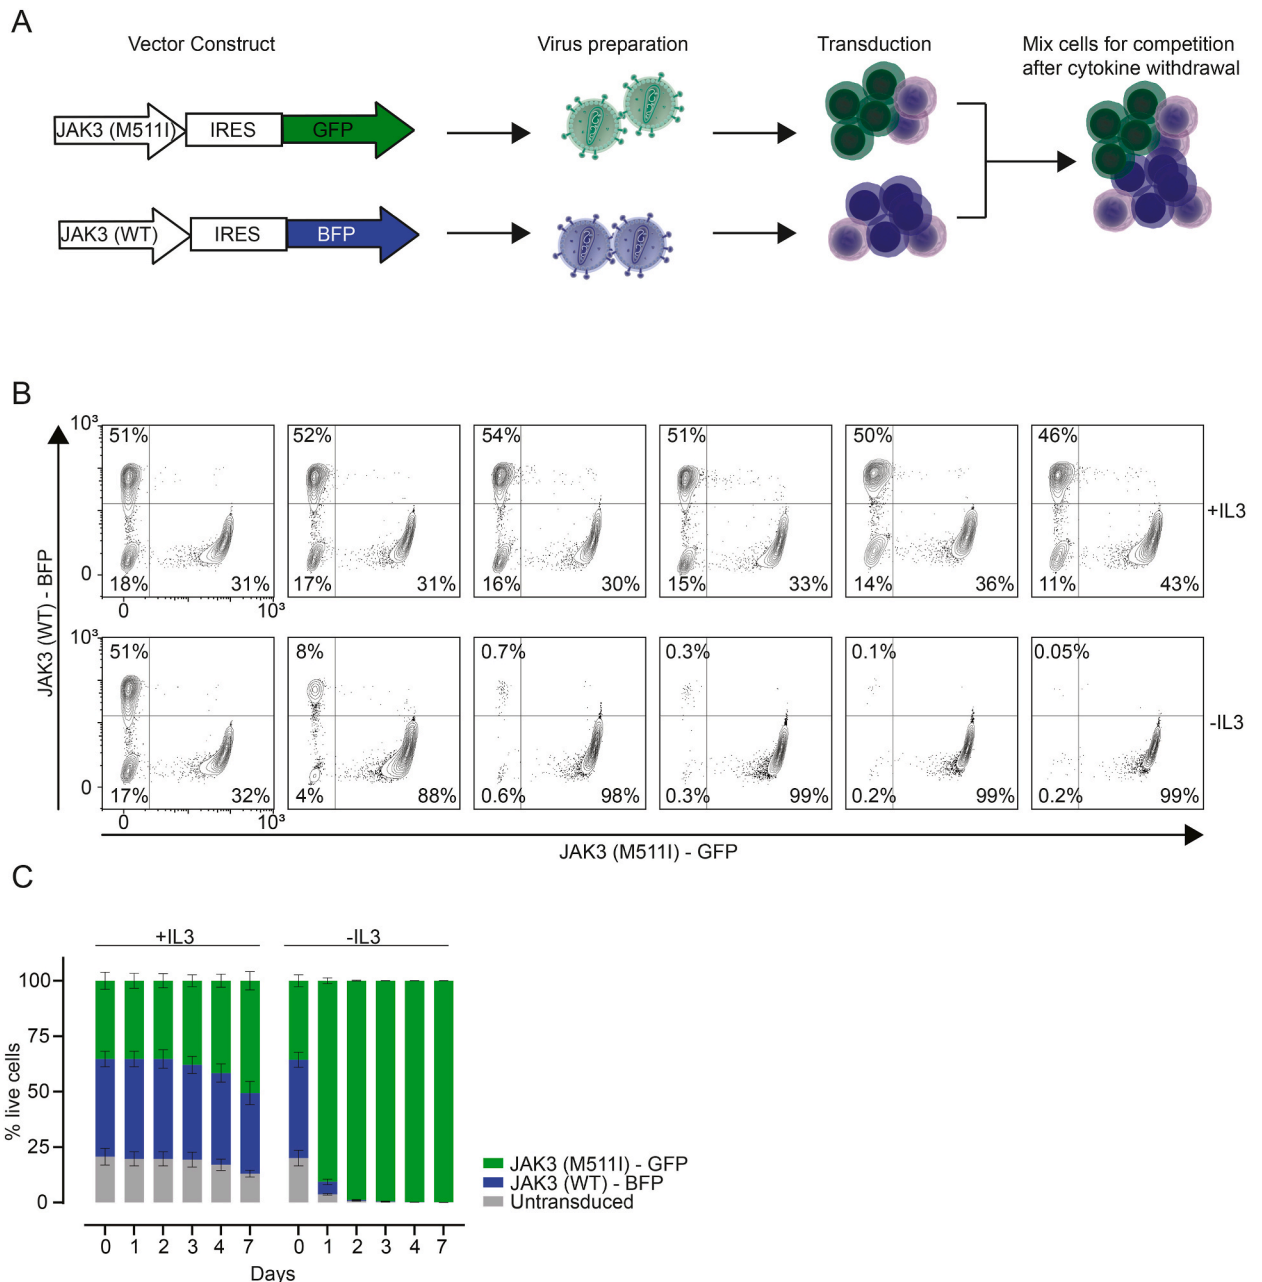 A
Vector Construct
Virus preparation
Transduction
Mix cells for competition
after cytokine withdrawal
JAK3 (M511I)
IRES
GFP
JAK3 (WT)
IRES
BFP
B
JAK3 (WT) - BFP
10³
51%
52%
54%
51%
50%
46%
+IL3
0
18%
31%
17%
31%
16%
30%
15%
33%
14%
36%
11%
43%
0
10³
10³
51%
8%
0.7%
0.3%
0.1%
0.05%
-IL3
0
17%
32%
4%
88%
0.6%
98%
0.3%
99%
0.2%
99%
0.2%
99%
0
10³
JAK3 (M511I) - GFP
C
+IL3
-IL3
% live cells
100
75
50
25
0
0 1 2 3 4 7
0 1 2 3 4 7
Days
JAK3 (M511I) - GFP
JAK3 (WT) - BFP
Untransduced